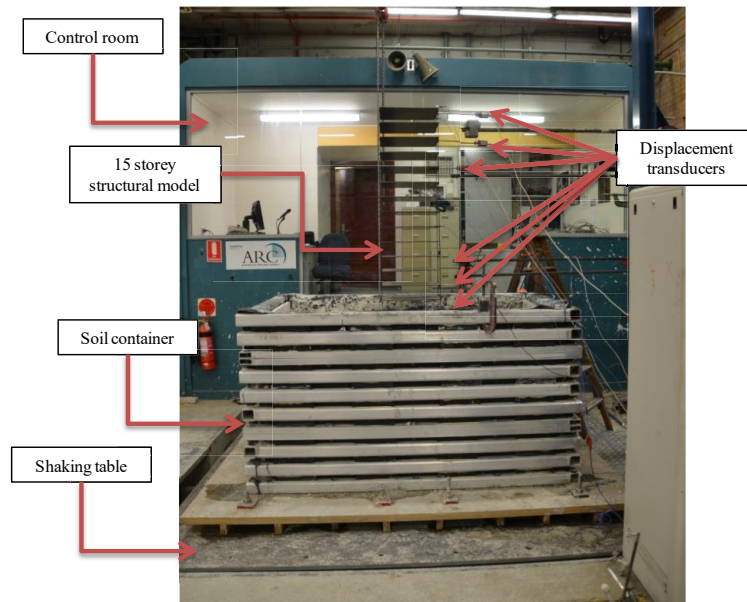 Control room
15 storey
structural model
Displacement
transducers
ARC
Soil container
Shaking table